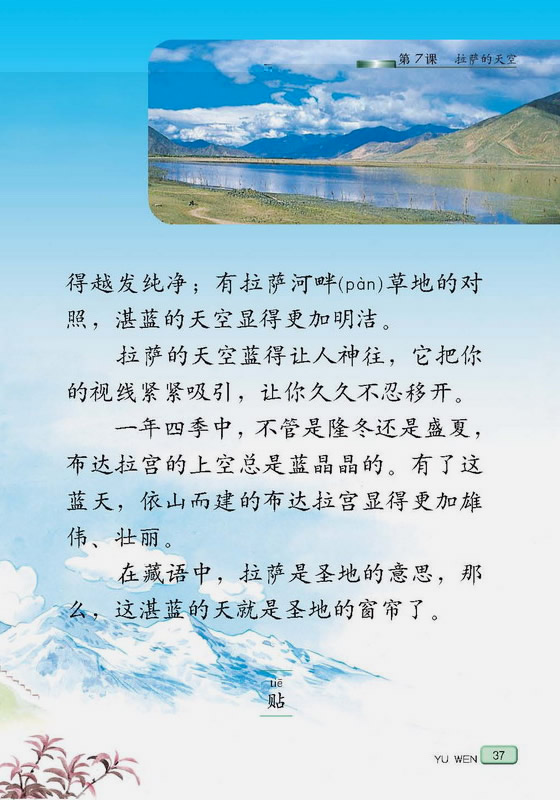 第7课 拉萨的天空
得越发纯净；有拉萨河畔(pàn)草地的对
照，湛蓝的天空显得更加明洁。
拉萨的天空蓝得让人神往，它把你
的视线紧紧吸引，让你久久不忍移开。
一年四季中，不管是隆冬还是盛夏，
布达拉宫的上空总是蓝晶晶的。有了这
蓝天，依山而建的布达拉宫显得更加雄
伟、壮丽。
在藏语中，拉萨是圣地的意思，那
么，这湛蓝的天就是圣地的窗帘了。
tiē
贴
YU WEN 37